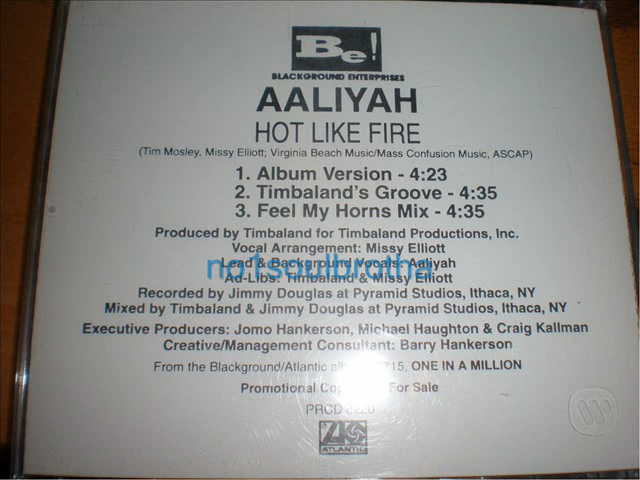 Be!
BLACKGROUND ENTERPRISES
AALIYAH
HOT LIKE FIRE
(Tim Mosley, Missy Elliott; Virginia Beach Music/Mass Confusion Music, ASCAP)
1. Album Version - 4:23
2. Timbaland's Groove - 4:35
3. Feel My Horns Mix - 4:35
Produced by Timbaland for Timbaland Productions, Inc.
Vocal Arrangement: Missy Elliott
Lead & Background Vocals: Aaliyah
no1soulbrotha
Ad-Libs: Timbaland & Missy Elliott
Recorded by Jimmy Douglas at Pyramid Studios, Ithaca, NY
Mixed by Timbaland & Jimmy Douglas at Pyramid Studios, Ithaca, NY
Executive Producers: Jomo Hankerson, Michael Haughton & Craig Kallman
Creative/Management Consultant: Barry Hankerson
From the Blackground/Atlantic 715, ONE IN A MILLION
Promotional For Sale
PRCD
ATLANTIC